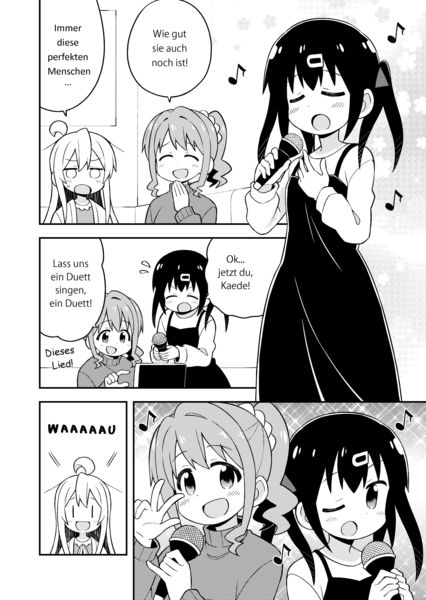 Immer
diese
perfekten
Menschen
...
Wie gut
sie auch
noch ist!
Lass uns
ein Duett
singen,
ein Duett!
Ok...
jetzt du,
Kaede!
Dieses
Lied!
WAAAAAU